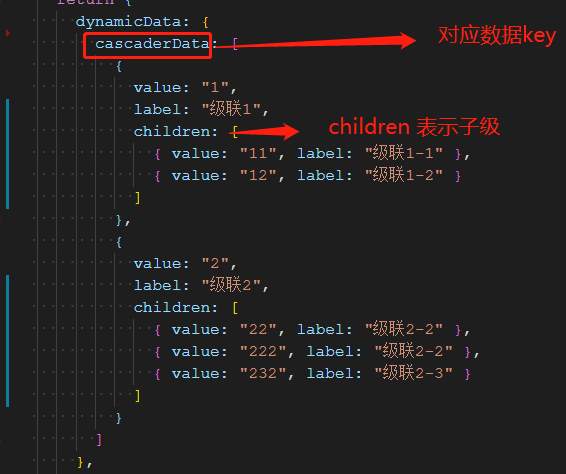 return {
dynamicData: {
cascaderData: [ 对应数据key
{
value: "1",
label: "级联1",
children: [ children 表示子级
{ value: "11", label: "级联1-1" },
{ value: "12", label: "级联1-2" }
]
},
{
value: "2",
label: "级联2",
children: [
{ value: "22", label: "级联2-2" },
{ value: "222", label: "级联2-2" },
{ value: "232", label: "级联2-3" }
]
}
]
},